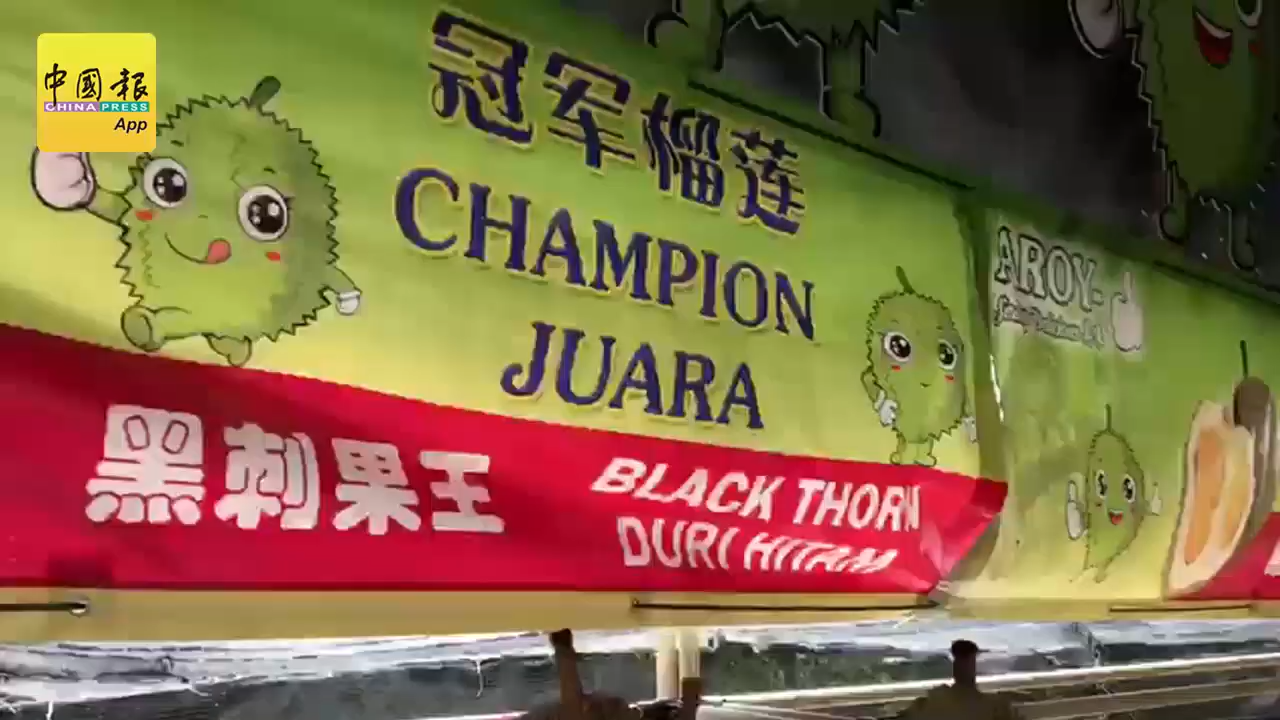 中國報
CHINA PRESS
App
冠军榴莲
CHAMPION
JUARA
黑刺果王
BLACK THORN
DURI HITAM
AROY-